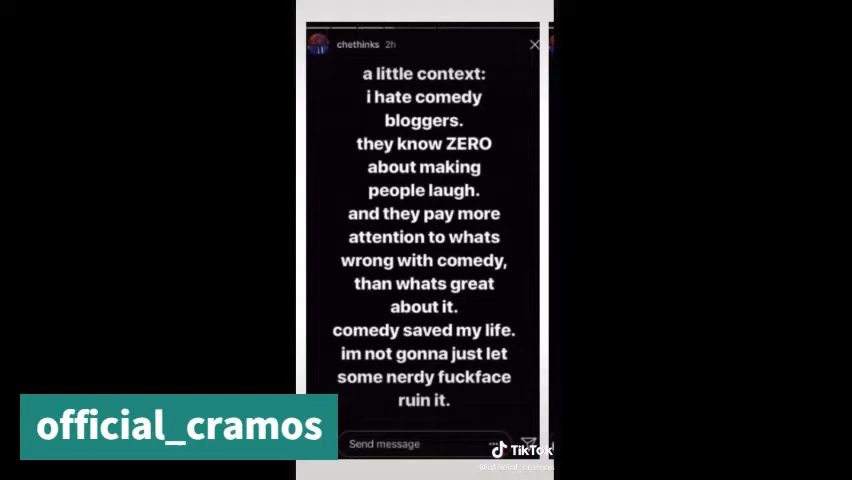 chethinks 2h
a little context:
i hate comedy
bloggers.
they know ZERO
about making
people laugh.
and they pay more
attention to whats
wrong with comedy,
than whats great
about it.
comedy saved my life.
im not gonna just let
some nerdy fuckface
ruin it.
Send message
official_cramos
TikTok
@official_cramos